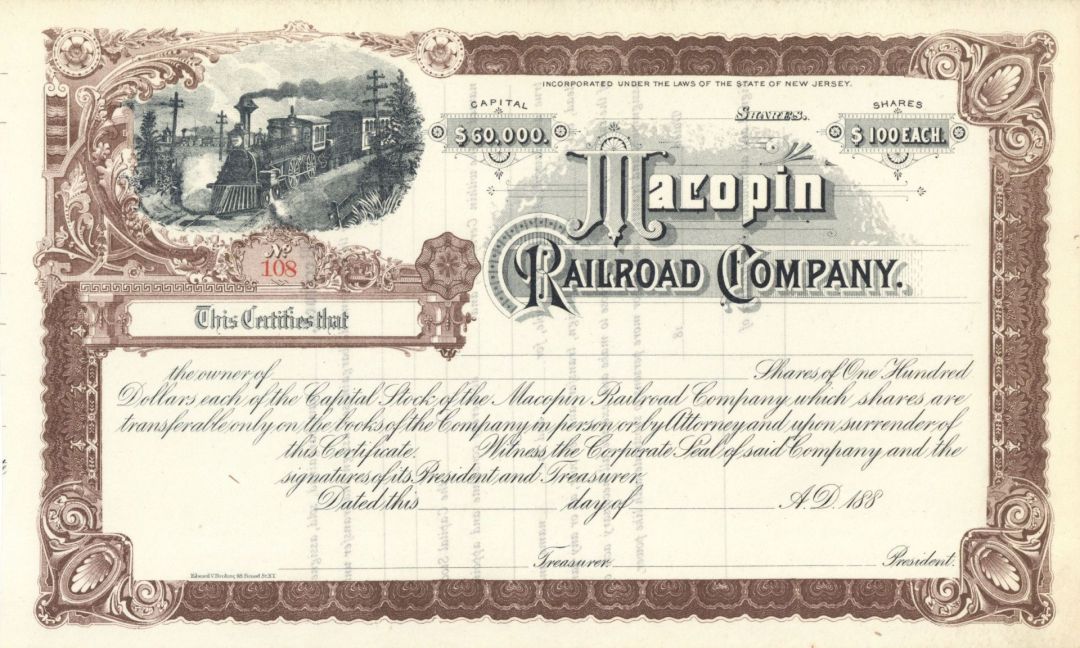 INCORPORATED UNDER THE LAWS OF THE STATE OF NEW JERSEY.
CAPITAL
$60,000.
SHARES.
SHARES
$100 EACH.
Macopin
RAILROAD COMPANY.
No
108
This Certifies that
the owner of Shares of One Hundred
Dollars each of the Capital Stock of the Macopin Railroad Company which shares are
transferable only on the books of the Company in person or by Attorney and upon surrender of
this Certificate. Witness the Corporate Seal of said Company and the
signatures of its President and Treasurer.
Dated this day of A.D. 188
Treasurer. President.